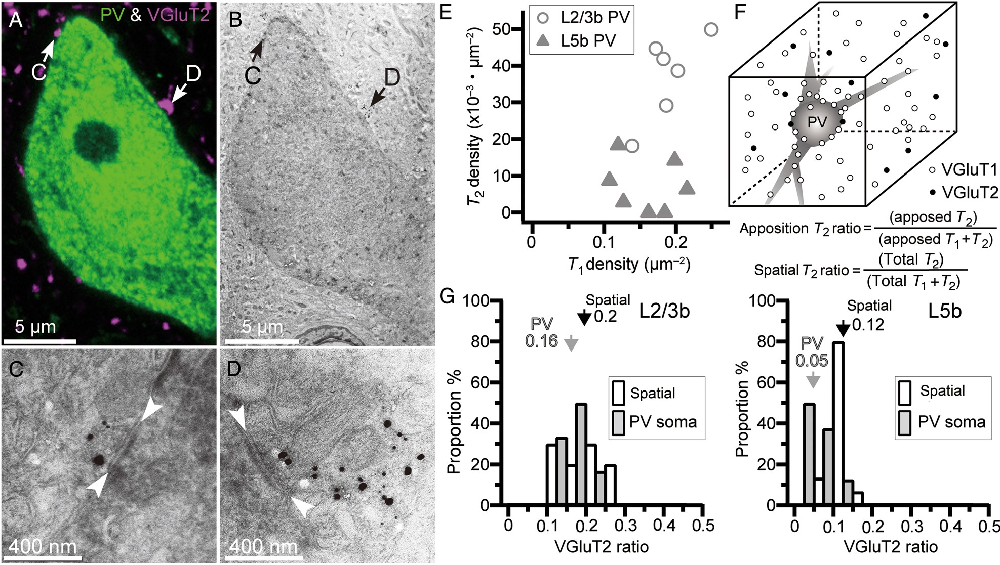 A
PV & VGluT2
C
D
5 µm
B
C
D
5 µm
C
400 nm
D
400 nm
E
L2/3b PV
L5b PV
T2 density (x10–3 • µm–2)
50
40
30
20
10
0
0 0.1 0.2
T1 density (µm–2)
F
PV
VGluT1
VGluT2
Apposition T2 ratio = (apposed T2)
(apposed T1+T2)
Spatial T2 ratio = (Total T2)
(Total T1+T2)
G
L2/3b
Spatial
0.2
PV
0.16
Spatial
PV soma
Proportion %
100
80
60
40
20
0
0 0.1 0.2 0.3 0.4 0.5
VGluT2 ratio
L5b
Spatial
0.12
PV
0.05
Spatial
PV soma
Proportion %
100
80
60
40
20
0
0 0.1 0.2 0.3 0.4 0.5
VGluT2 ratio